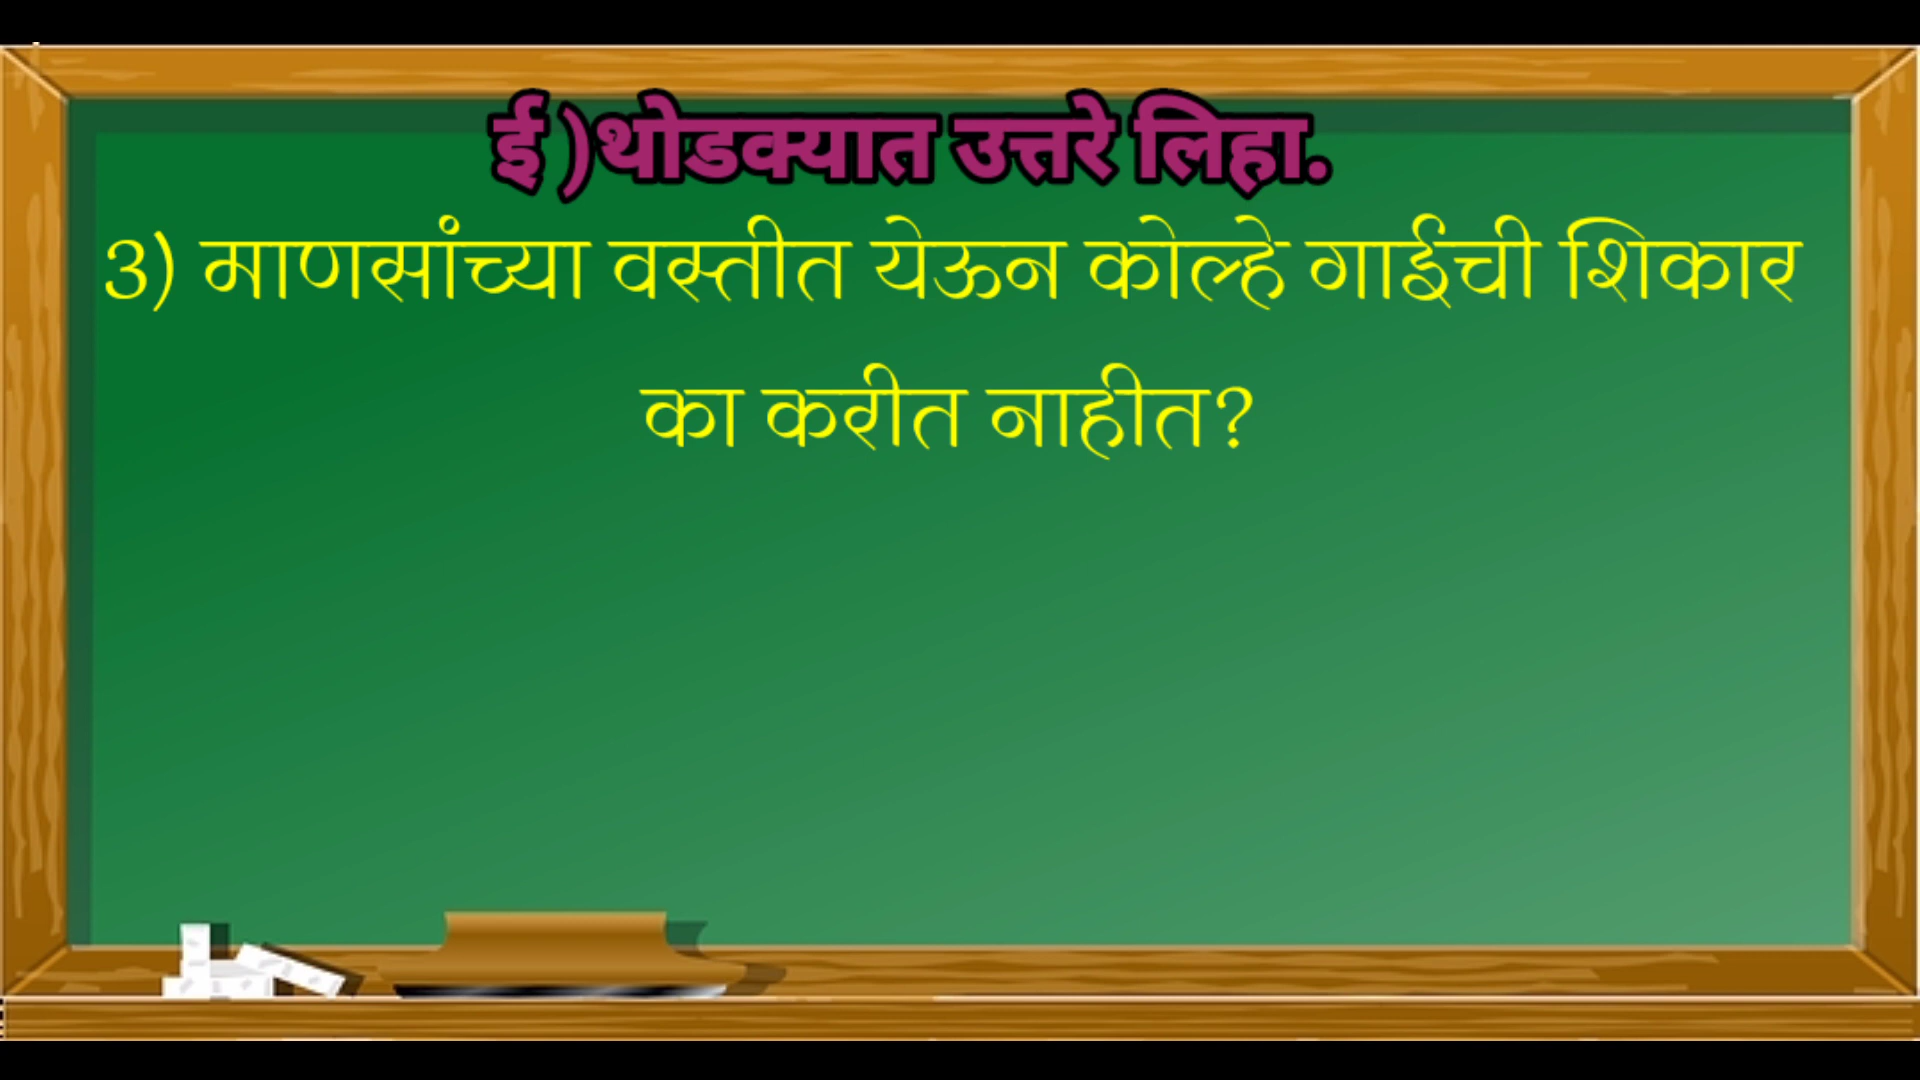 ई )थोडक्यात उत्तरे लिहा.
3) माणसांच्या वस्तीत येऊन कोल्हे गाईची शिकार
का करीत नाहीत?